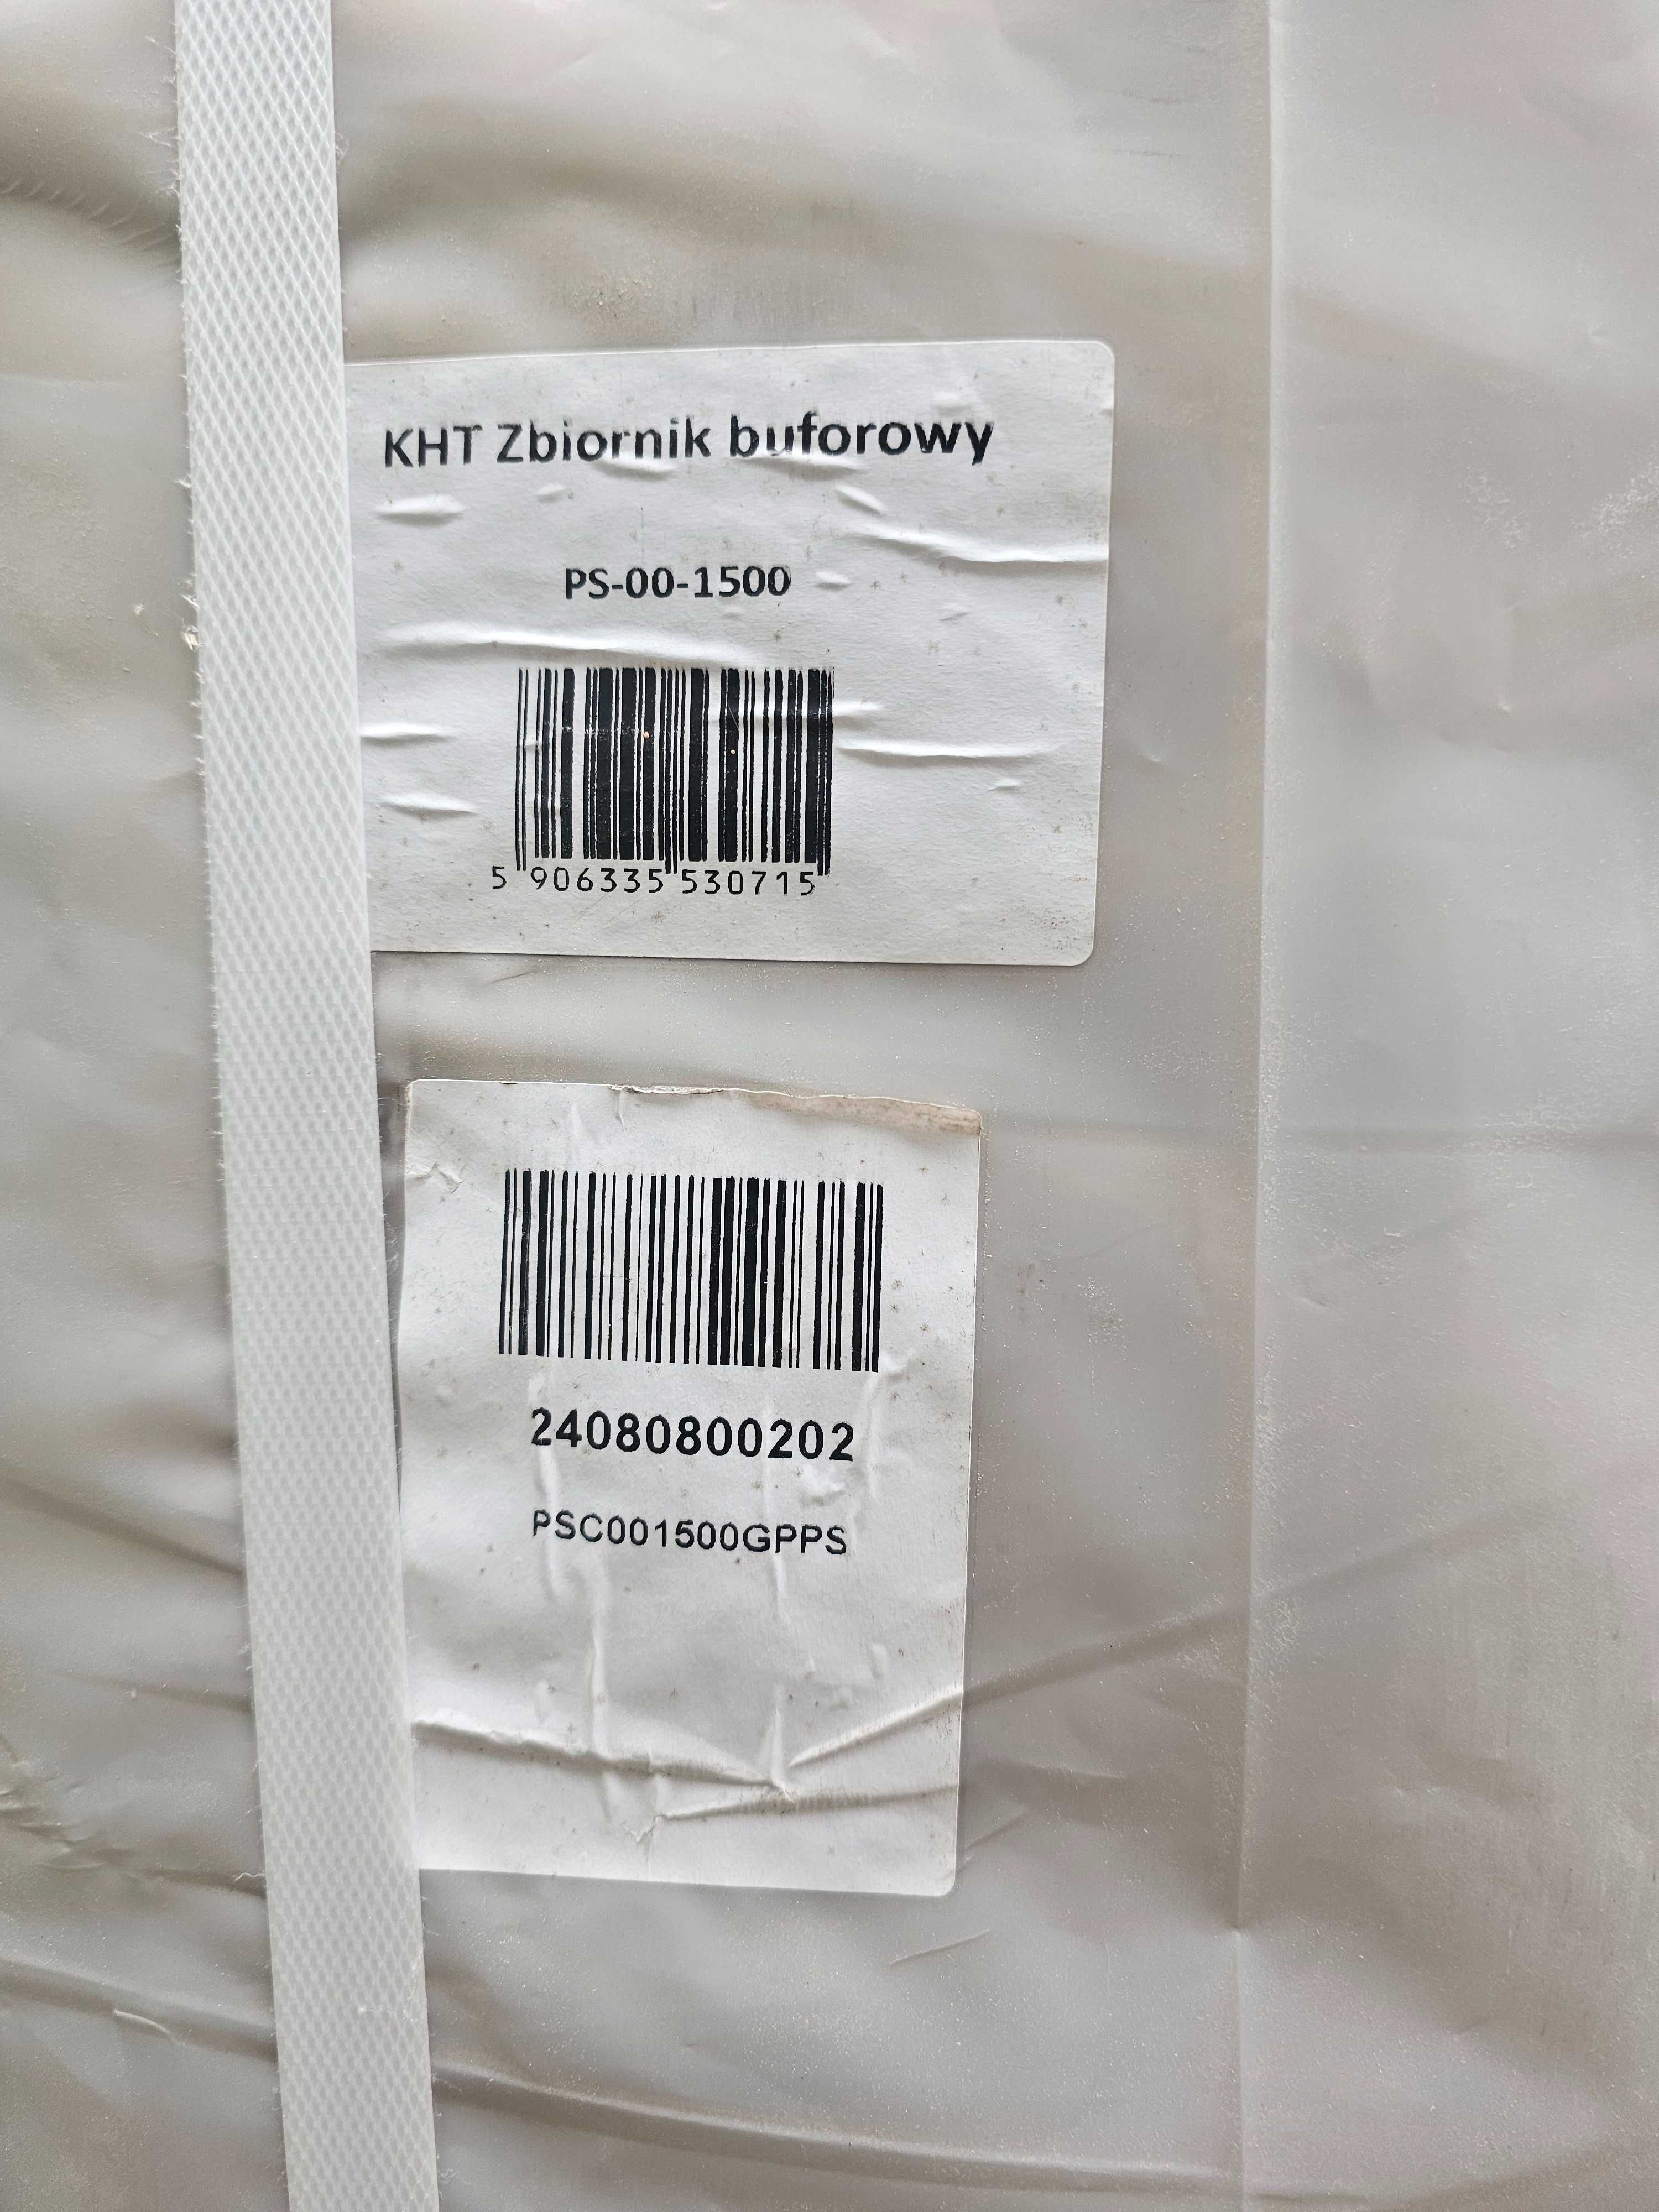 KHT Zbiornik buforowy
PS-00-1500
5 906335 530715
24080800202
PSC001500GPPS